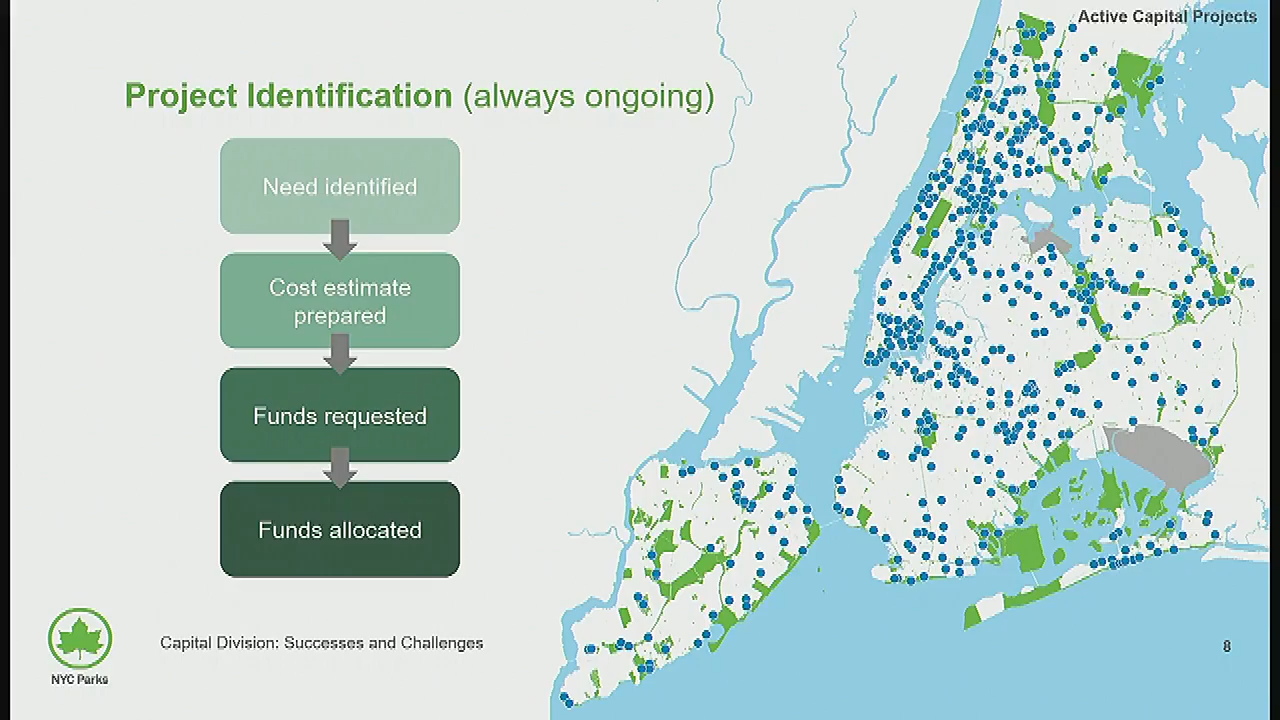 Active Capital Projects
Project Identification (always ongoing)
Need identified
Cost estimate
prepared
Funds requested
Funds allocated
NYC Parks
Capital Division: Successes and Challenges
8